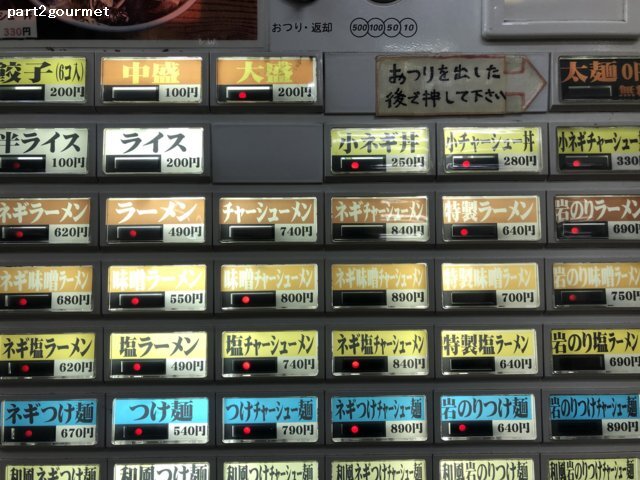 part2gourmet
330円
おつり・返却 500 100 50 10
餃子(6コ入) 200円
中盛 100円
大盛 200円
おつりを出した
後で押して下さい
太麺 0円
無
半ライス 100円
ライス 200円
小ネギ丼 250円
小チャーシュー丼 280円
小ネギチャーシュー 330
ネギラーメン 620円
ラーメン 490円
チャーシューメン 740円
ネギチャーシューメン 840円
特製ラーメン 640円
岩のりラーメン 690円
ネギ味噌ラーメン 680円
味噌ラーメン 550円
味噌チャーシューメン 800円
ネギ味噌チャーシューメン 890円
特製味噌ラーメン 700円
岩のり味噌ラーメン 750円
ネギ塩ラーメン 620円
塩ラーメン 490円
塩チャーシューメン 740円
ネギ塩チャーシューメン 840円
特製塩ラーメン 640円
岩のり塩ラーメン 690円
ネギつけ麺 670円
つけ麺 540円
つけチャーシュー麺 790円
ネギつけチャーシュー麺 890円
岩のりつけ麺 640円
岩のりつけチャーシュー麺 890円
和風ネギつけ麺
和風つけ麺
和風つけチャーシュー麺
和風ネギつけ
和風岩のりつけ麺
和風岩のりつけ